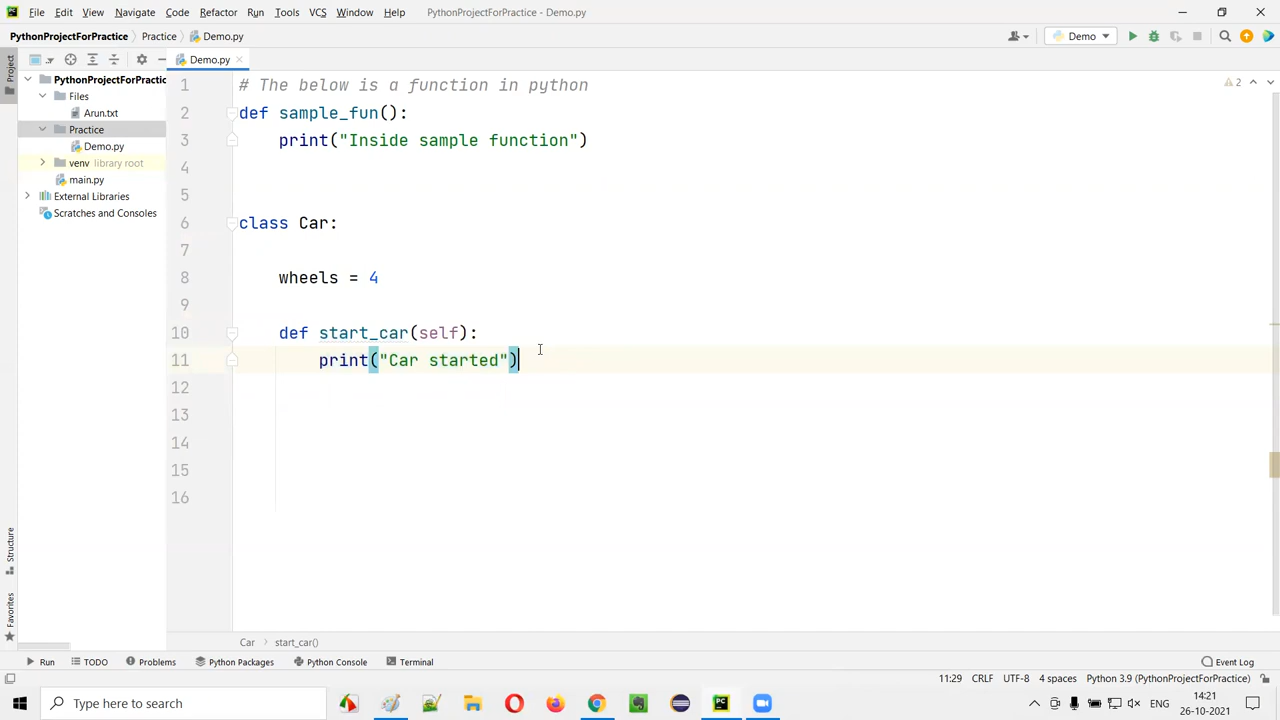 File Edit View Navigate Code Refactor Run Tools VCS Window Help PythonProjectForPractice - Demo.py
PythonProjectForPractice Practice Demo.py Demo
Project
Demo.py
PythonProjectForPractic
Files
Arun.txt
Practice
Demo.py
venv library root
main.py
External Libraries
Scratches and Consoles
2
1 # The below is a function in python
2 def sample_fun():
3 print("Inside sample function")
4
5
6 class Car:
7
8 wheels = 4
9
10 def start_car(self):
11 print("Car started")
12
13
14
15
16
Structure
Favorites
Car start_car()
Run TODO Problems Python Packages Python Console Terminal Event Log
11:29 CRLF UTF-8 4 spaces Python 3.9 (PythonProjectForPractice)
Type here to search
ENG
14:21
26-10-2021